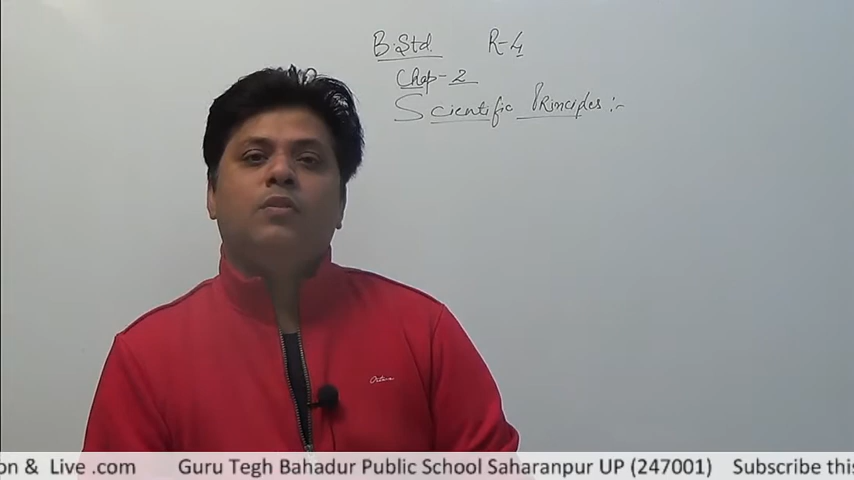 B.Std. R-4
Chap-2
Scientific Principles :-
on & Live .com Guru Tegh Bahadur Public School Saharanpur UP (247001) Subscribe this